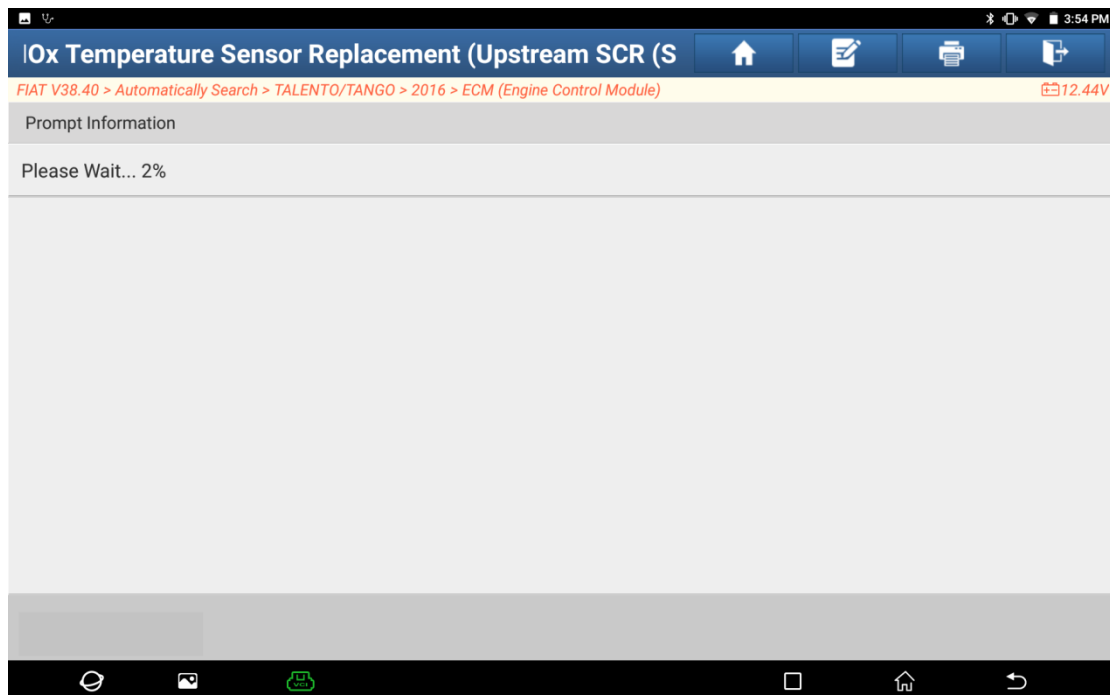 3:54 PM
Ox Temperature Sensor Replacement (Upstream SCR (S
FIAT V38.40 > Automatically Search > TALENTO/TANGO > 2016 > ECM (Engine Control Module)
12.44V
Prompt Information
Please Wait... 2%
VCI